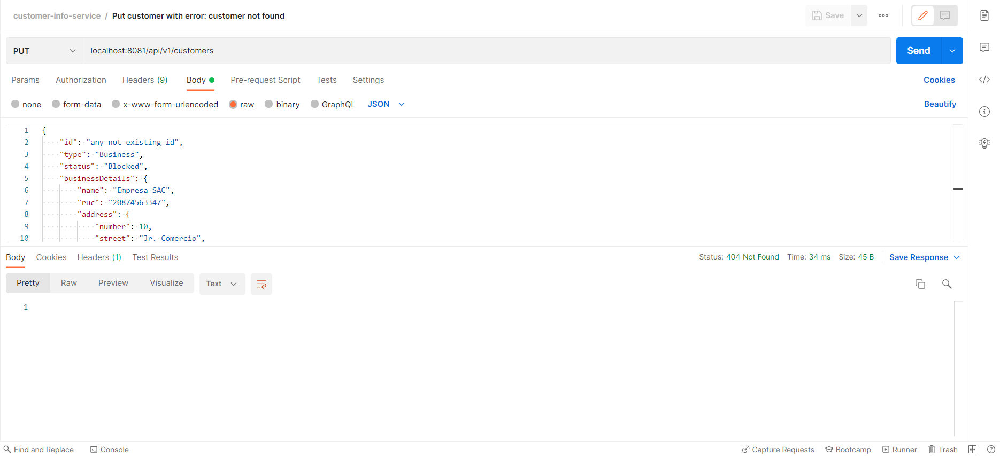 customer-info-service / Put customer with error: customer not found
Save
PUT
localhost:8081/api/v1/customers
Send
Params Authorization Headers (9) Body Pre-request Script Tests Settings Cookies
none form-data x-www-form-urlencoded raw binary GraphQL JSON Beautify
1 {
2 "id": "any-not-existing-id",
3 "type": "Business",
4 "status": "Blocked",
5 "businessDetails": {
6 "name": "Empresa SAC",
7 "ruc": "20874563347",
8 "address": {
9 "number": 10,
10 "street": "Jr. Comercio",
Body Cookies Headers (1) Test Results Status: 404 Not Found Time: 34 ms Size: 45 B Save Response
Pretty Raw Preview Visualize Text
1
Find and Replace Console Capture Requests Bootcamp Runner Trash